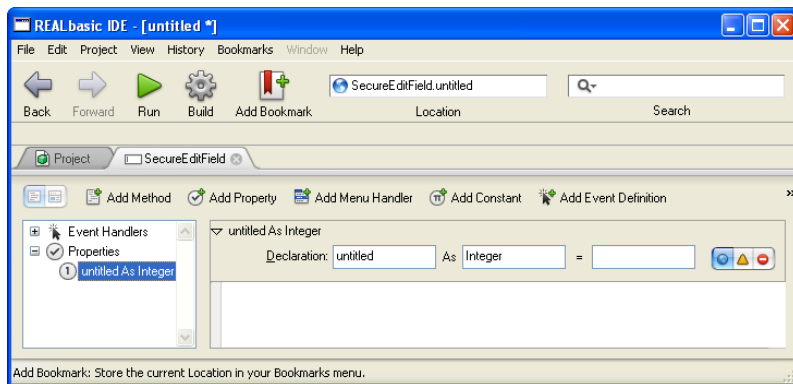 REALbasic IDE - [untitled *]
File Edit Project View History Bookmarks Window Help
SecureEditField.untitled
Back Forward Run Build Add Bookmark Location Search
Project SecureEditField
Add Method Add Property Add Menu Handler π Add Constant Add Event Definition »
Event Handlers
Properties
1 untitled As Integer
untitled As Integer
Declaration: untitled As Integer =
Add Bookmark: Store the current Location in your Bookmarks menu.